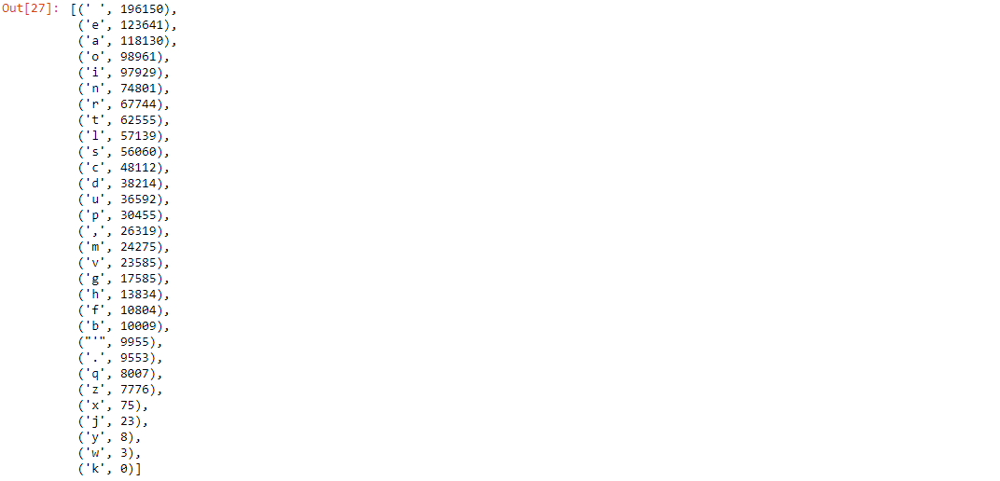 Out[27]: [(' ', 196150),
('e', 123641),
('a', 118130),
('o', 98961),
('i', 97929),
('n', 74801),
('r', 67744),
('t', 62555),
('l', 57139),
('s', 56060),
('c', 48112),
('d', 38214),
('u', 36592),
('p', 30455),
(',', 26319),
('m', 24275),
('v', 23585),
('g', 17585),
('h', 13834),
('f', 10804),
('b', 10009),
("'", 9955),
('.', 9553),
('q', 8007),
('z', 7776),
('x', 75),
('j', 23),
('y', 8),
('w', 3),
('k', 0)]